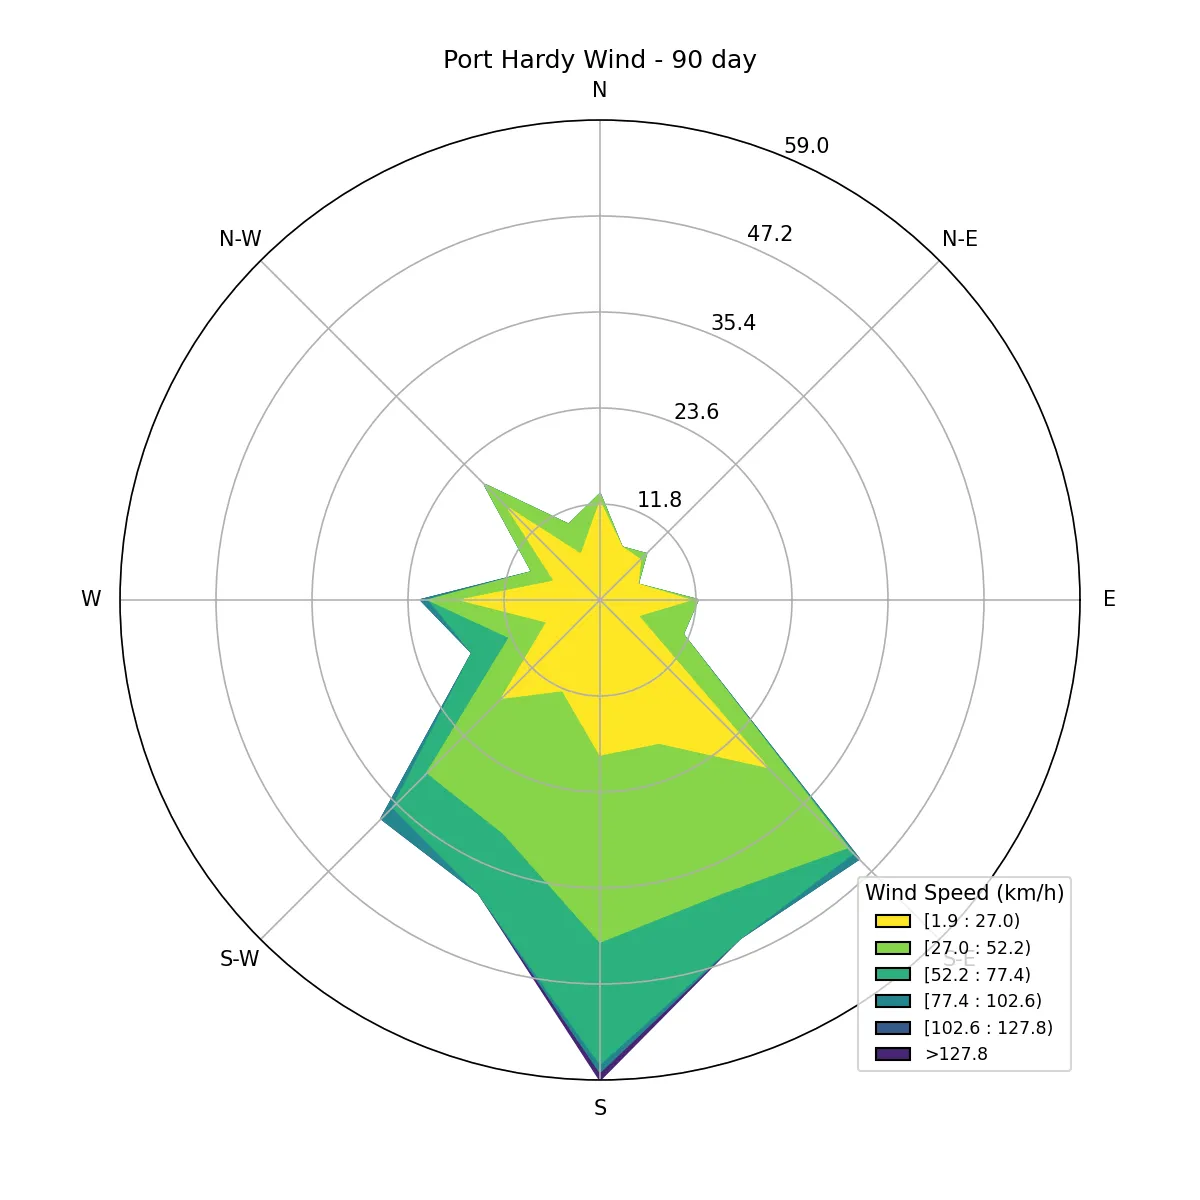 Port Hardy Wind - 90 day
N
59.0
N-W
47.2
N-E
35.4
23.6
11.8
W
E
S-W
S-E
S
Wind Speed (km/h)
[1.9 : 27.0)
[27.0 : 52.2)
[52.2 : 77.4)
[77.4 : 102.6)
[102.6 : 127.8)
>127.8